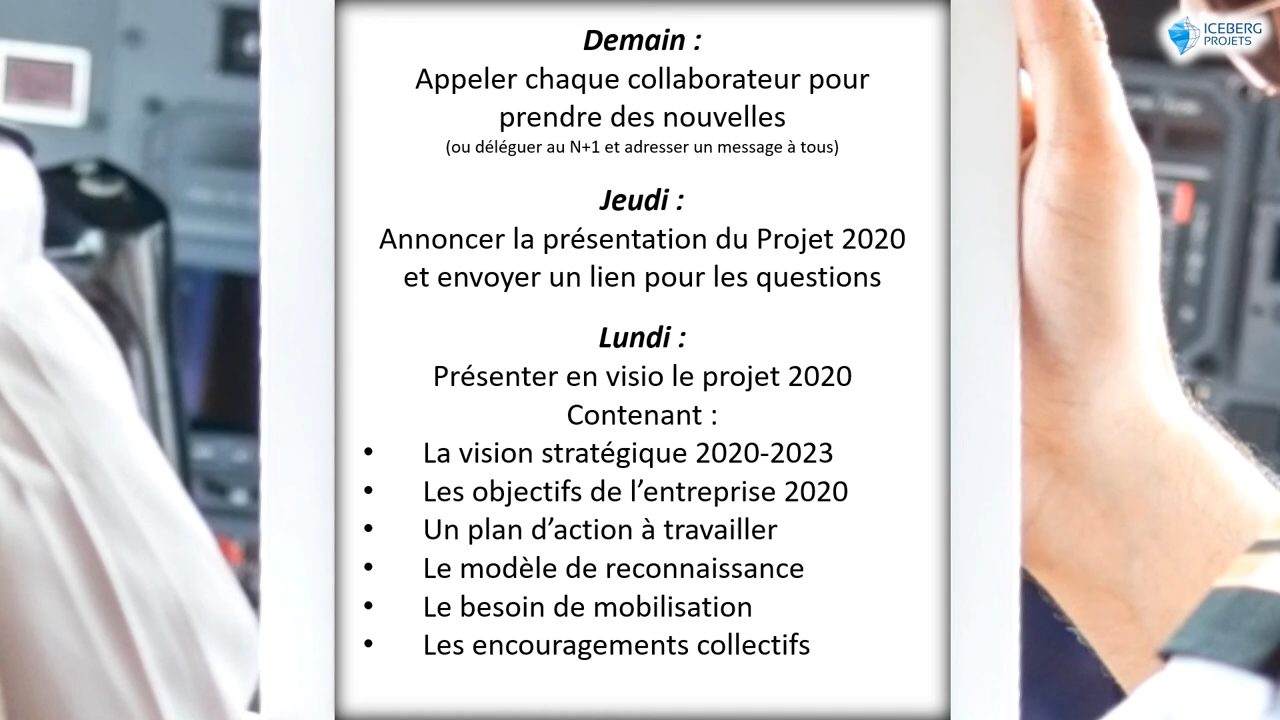 ICEBERG
PROJETS
Demain :
Appeler chaque collaborateur pour
prendre des nouvelles
(ou déléguer au N+1 et adresser un message à tous)
Jeudi :
Annoncer la présentation du Projet 2020
et envoyer un lien pour les questions
Lundi :
Présenter en visio le projet 2020
Contenant :
• La vision stratégique 2020-2023
• Les objectifs de l’entreprise 2020
• Un plan d’action à travailler
• Le modèle de reconnaissance
• Le besoin de mobilisation
• Les encouragements collectifs